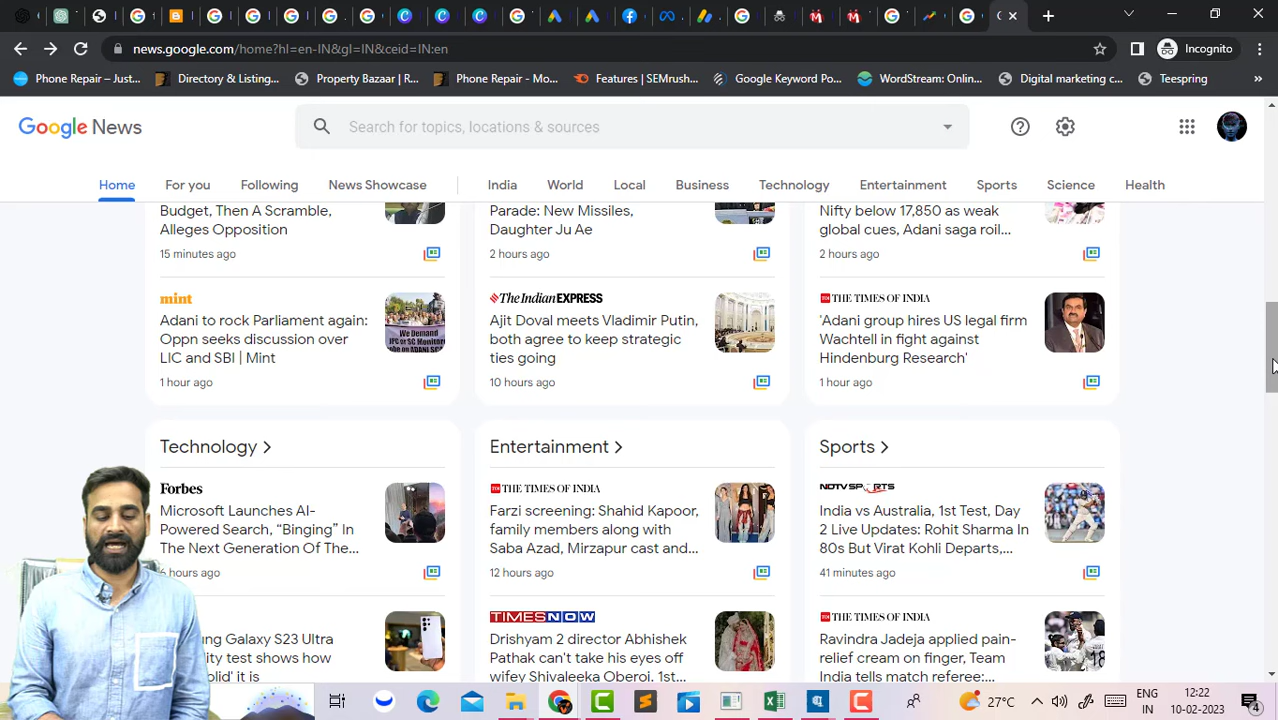 news.google.com/home?hl=en-IN&gl=IN&ceid=IN:en
Incognito
Phone Repair – Just...
Directory & Listing...
Property Bazaar | R...
Phone Repair - Mo...
Features | SEMrush...
Google Keyword Po...
WordStream: Onlin...
Digital marketing c...
Teespring
Google News
Search for topics, locations & sources
Home
For you
Following
News Showcase
India
World
Local
Business
Technology
Entertainment
Sports
Science
Health
Budget, Then A Scramble,
Alleges Opposition
15 minutes ago
Parade: New Missiles,
Daughter Ju Ae
2 hours ago
Nifty below 17,850 as weak
global cues, Adani saga roil...
2 hours ago
mint
Adani to rock Parliament again:
Oppn seeks discussion over
LIC and SBI | Mint
1 hour ago
The Indian EXPRESS
Ajit Doval meets Vladimir Putin,
both agree to keep strategic
ties going
10 hours ago
THE TIMES OF INDIA
'Adani group hires US legal firm
Wachtell in fight against
Hindenburg Research'
1 hour ago
Technology
Forbes
Microsoft Launches AI-
Powered Search, “Binging” In
The Next Generation Of The...
hours ago
Galaxy S23 Ultra
test shows how
solid' it is
Entertainment
THE TIMES OF INDIA
Farzi screening: Shahid Kapoor,
family members along with
Saba Azad, Mirzapur cast and...
12 hours ago
TIMES NOW
Drishyam 2 director Abhishek
Pathak can't take his eyes off
wifey Shivaleeka Oberoi, 1st...
Sports
NDTV SPORTS
India vs Australia, 1st Test, Day
2 Live Updates: Rohit Sharma In
80s But Virat Kohli Departs,...
41 minutes ago
THE TIMES OF INDIA
Ravindra Jadeja applied pain-
relief cream on finger, Team
India tells match referee:...
27°C
ENG
IN
12:22
10-02-2023
4